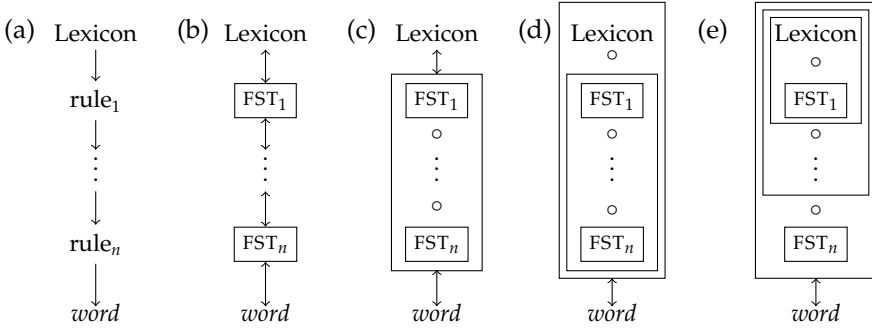 (a) Lexicon (b) Lexicon (c) Lexicon (d) Lexicon (e) Lexicon
∘ ∘
rule₁ FST₁ FST₁ FST₁ FST₁
∘ ∘ ∘
⋮ ⋮ ⋮ ⋮ ⋮
∘ ∘ ∘
ruleₙ FSTₙ FSTₙ FSTₙ FSTₙ
word word word word word